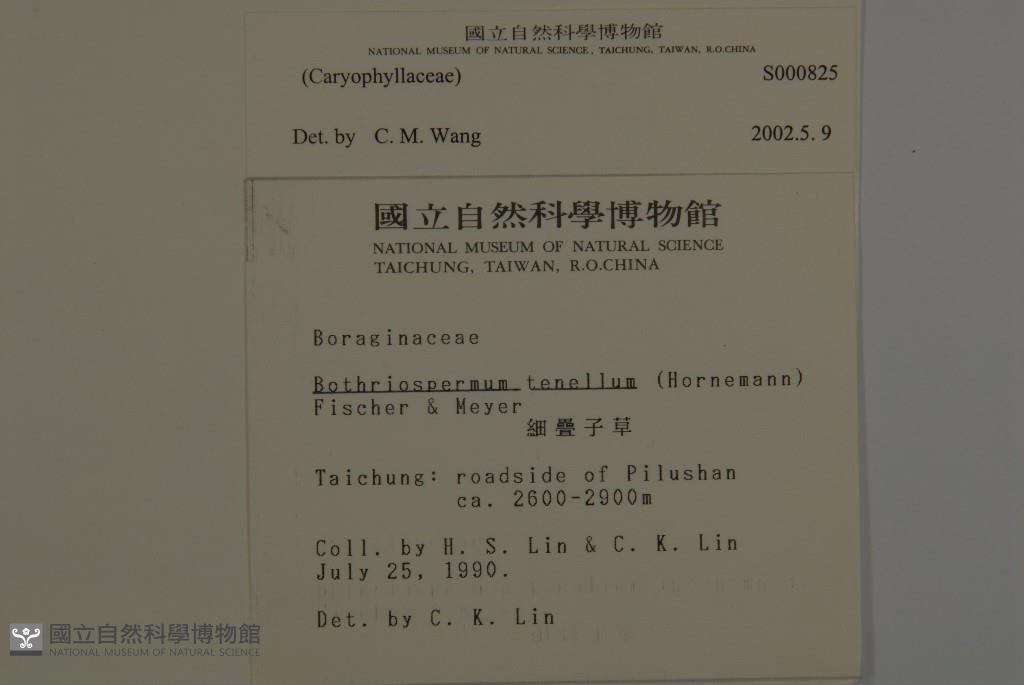 國立自然科學博物館
NATIONAL MUSEUM OF NATURAL SCIENCE, TAICHUNG, TAIWAN, R.O.CHINA
(Caryophyllaceae) S000825
Det. by C. M. Wang 2002.5. 9
國立自然科學博物館
NATIONAL MUSEUM OF NATURAL SCIENCE
TAICHUNG, TAIWAN, R.O.CHINA
Boraginaceae
Bothriospermum tenellum (Hornemann)
Fischer & Meyer
細疊子草
Taichung: roadside of Pilushan
ca. 2600-2900m
Coll. by H. S. Lin & C. K. Lin
July 25, 1990.
Det. by C. K. Lin
國立自然科學博物館
NATIONAL MUSEUM OF NATURAL SCIENCE